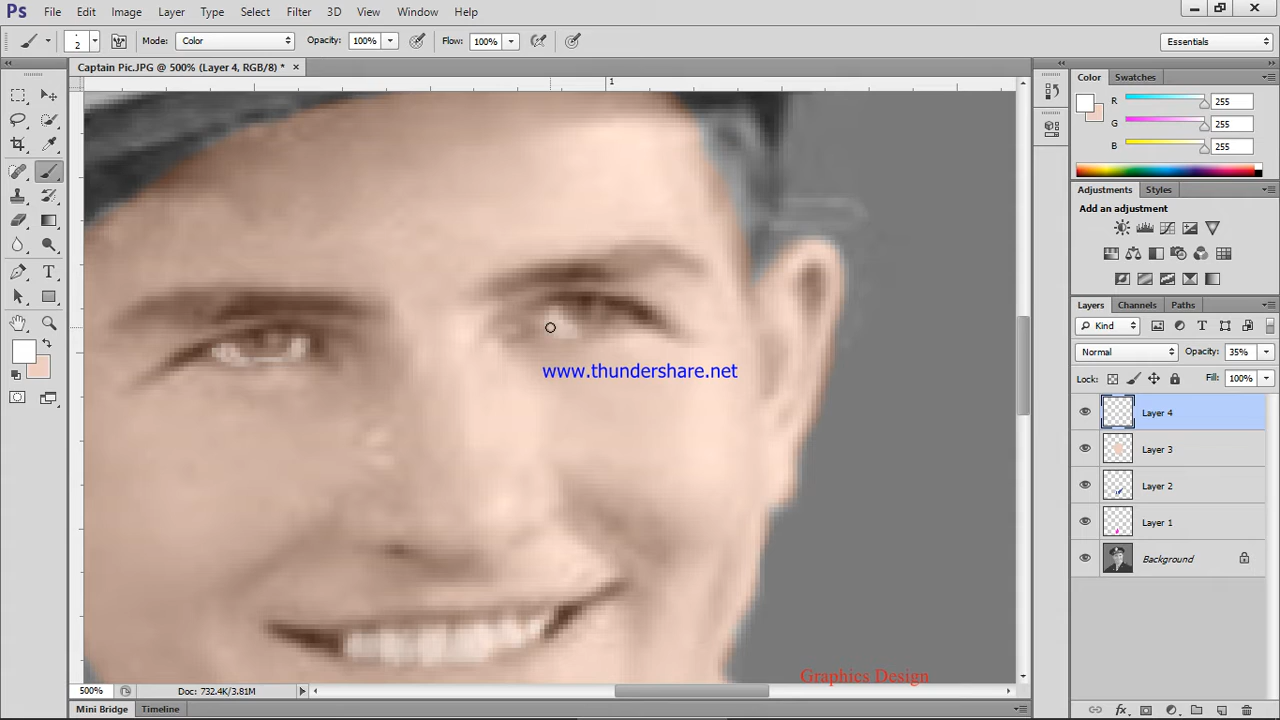 Ps File Edit Image Layer Type Select Filter 3D View Window Help
2 Mode: Color Opacity: 100% Flow: 100% Essentials
Captain Pic.JPG @ 500% (Layer 4, RGB/8) * ×
1
Color Swatches
R 255
G 255
B 255
Adjustments Styles
Add an adjustment
Layers Channels Paths
Kind
Normal Opacity: 35%
Lock: Fill: 100%
Layer 4
Layer 3
Layer 2
Layer 1
Background
www.thundershare.net
Graphics Design
500% Doc: 732.4K/3.81M
Mini Bridge Timeline